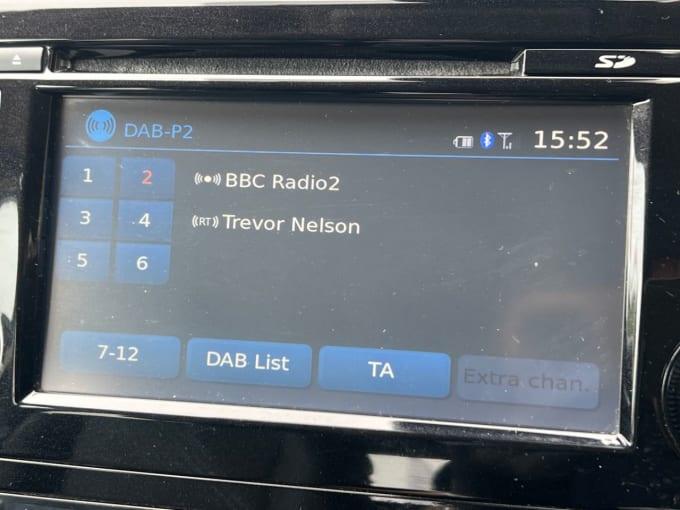 SD
DAB-P2 15:52
1 2 BBC Radio2
3 4 (RT) Trevor Nelson
5 6
7-12 DAB List TA Extra chan.